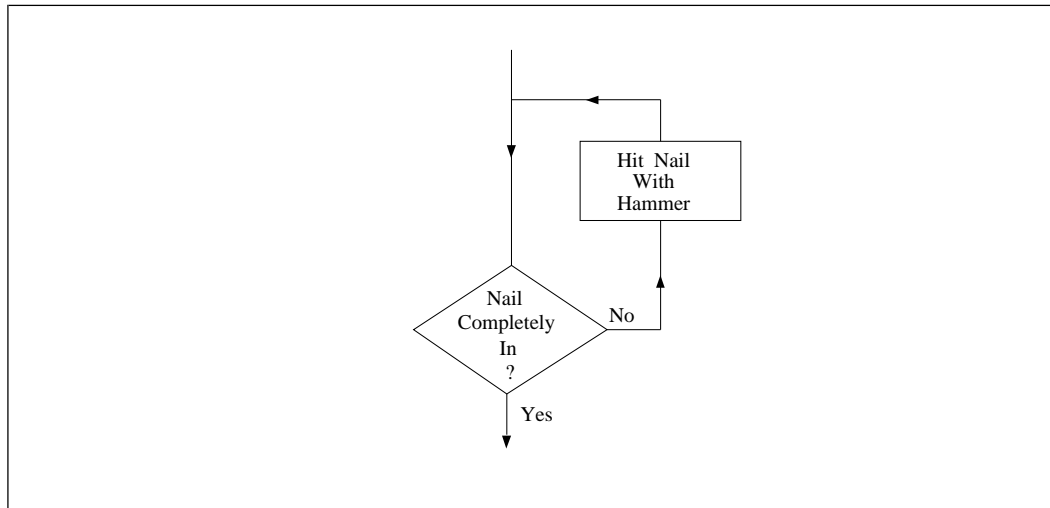 Hit Nail
With
Hammer
Nail
Completely
In
?
No
Yes